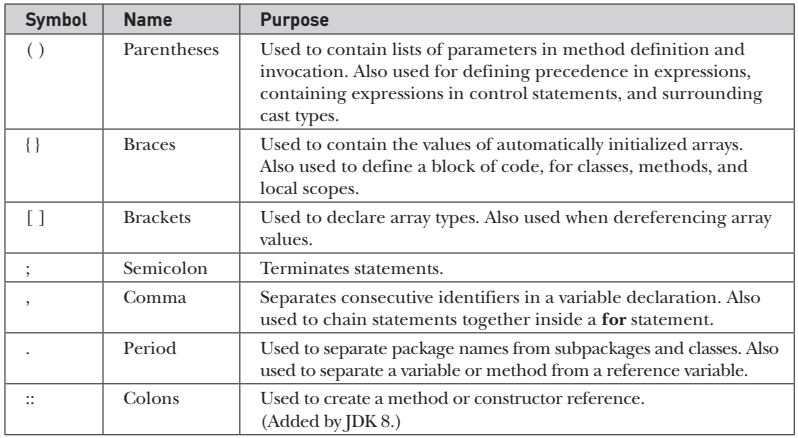 Symbol Name Purpose
( ) Parentheses Used to contain lists of parameters in method definition and
invocation. Also used for defining precedence in expressions,
containing expressions in control statements, and surrounding
cast types.
{ } Braces Used to contain the values of automatically initialized arrays.
Also used to define a block of code, for classes, methods, and
local scopes.
[ ] Brackets Used to declare array types. Also used when dereferencing array
values.
; Semicolon Terminates statements.
, Comma Separates consecutive identifiers in a variable declaration. Also
used to chain statements together inside a for statement.
. Period Used to separate package names from subpackages and classes. Also
used to separate a variable or method from a reference variable.
:: Colons Used to create a method or constructor reference.
(Added by JDK 8.)